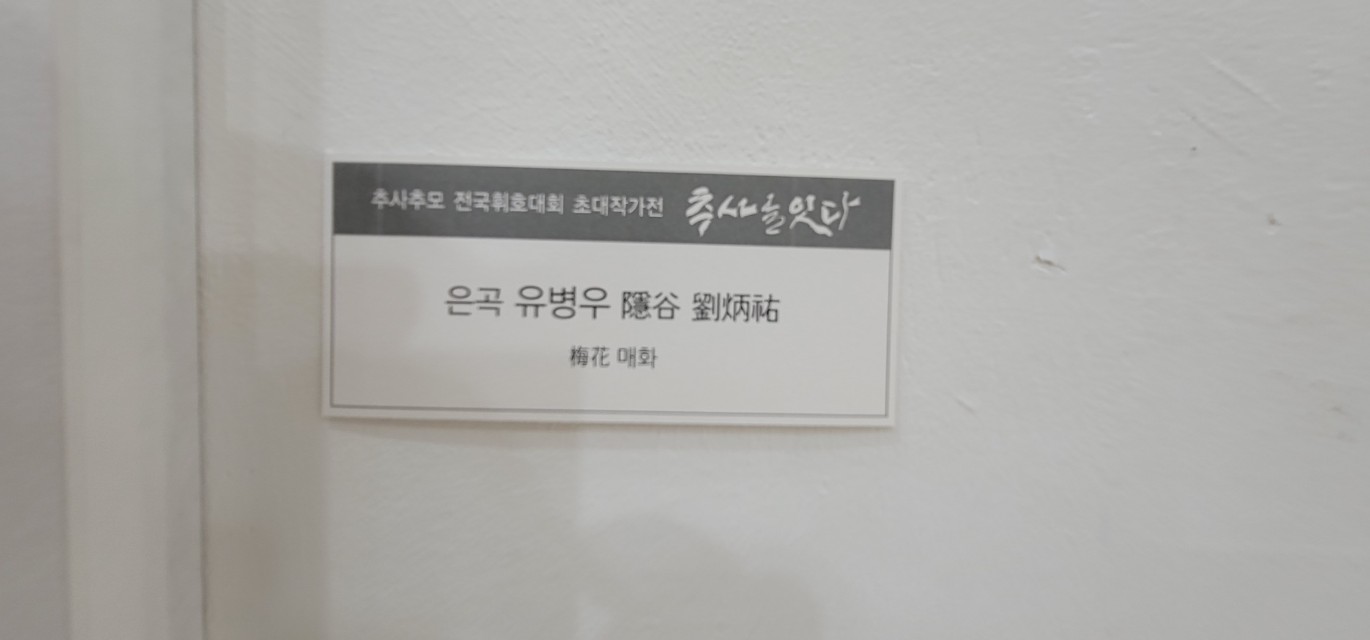 추사추모 전국휘호대회 초대작가전 추사를잇다
은곡 유병우 隱谷 劉炳祐
梅花 매화